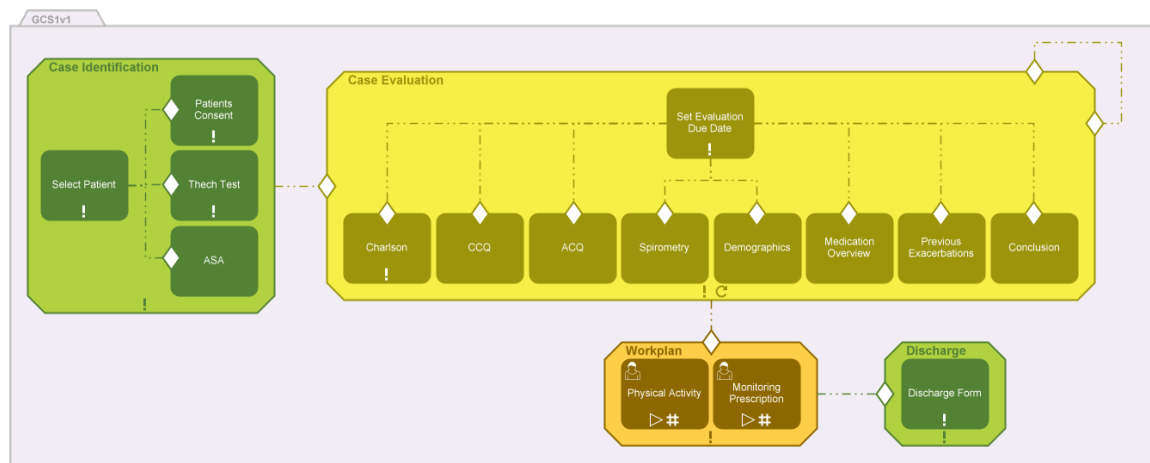 GCS1v1
Case Identification
Patients
Consent
!
Select Patient
!
Thech Test
!
ASA
!
Case Evaluation
Set Evaluation
Due Date
!
Charlson
!
CCQ
ACQ
Spirometry
Demographics
Medication
Overview
Previous
Exacerbations
Conclusion
!
Workplan
Physical Activity
#
Monitoring
Prescription
#
!
Discharge
Discharge Form
!
!